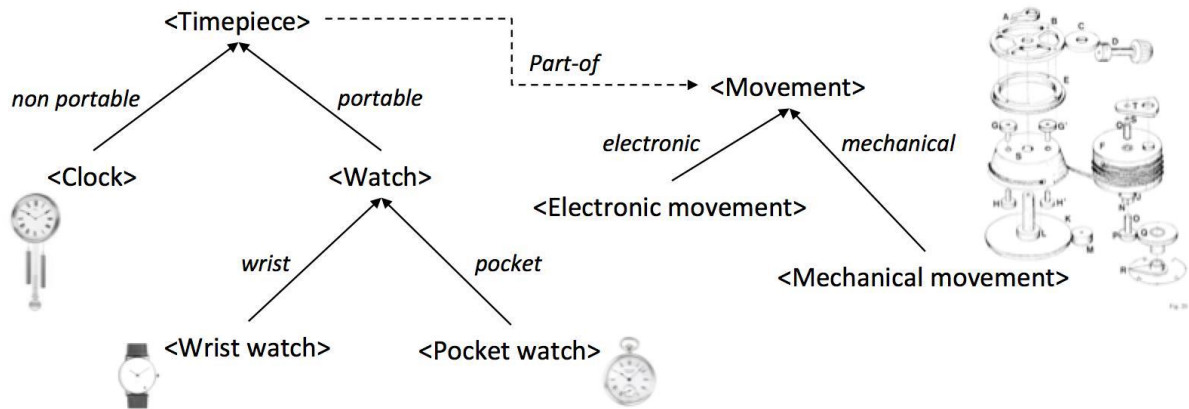 <Timepiece>
Part-of
<Movement>
non portable
portable
electronic
mechanical
<Clock>
<Watch>
<Electronic movement>
wrist
pocket
<Mechanical movement>
<Wrist watch>
<Pocket watch>
A
B
C
D
E
T
S
Q
G
G'
F
S
H
H'
N
K
L
M
O
P
Q
R